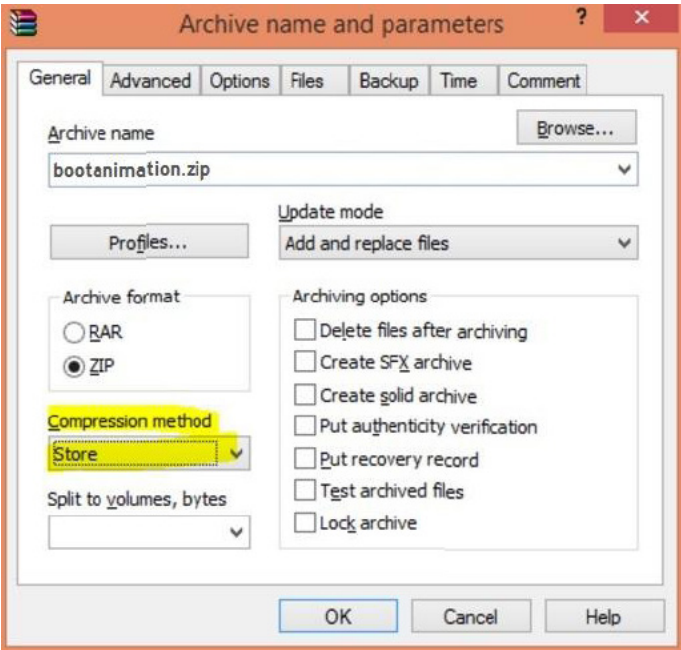 Archive name and parameters
?
General Advanced Options Files Backup Time Comment
Archive name
Browse...
bootanimation.zip
Update mode
Profiles...
Add and replace files
Archive format
RAR
ZIP
Compression method
Store
Split to volumes, bytes
Archiving options
Delete files after archiving
Create SFX archive
Create solid archive
Put authenticity verification
Put recovery record
Test archived files
Lock archive
OK Cancel Help